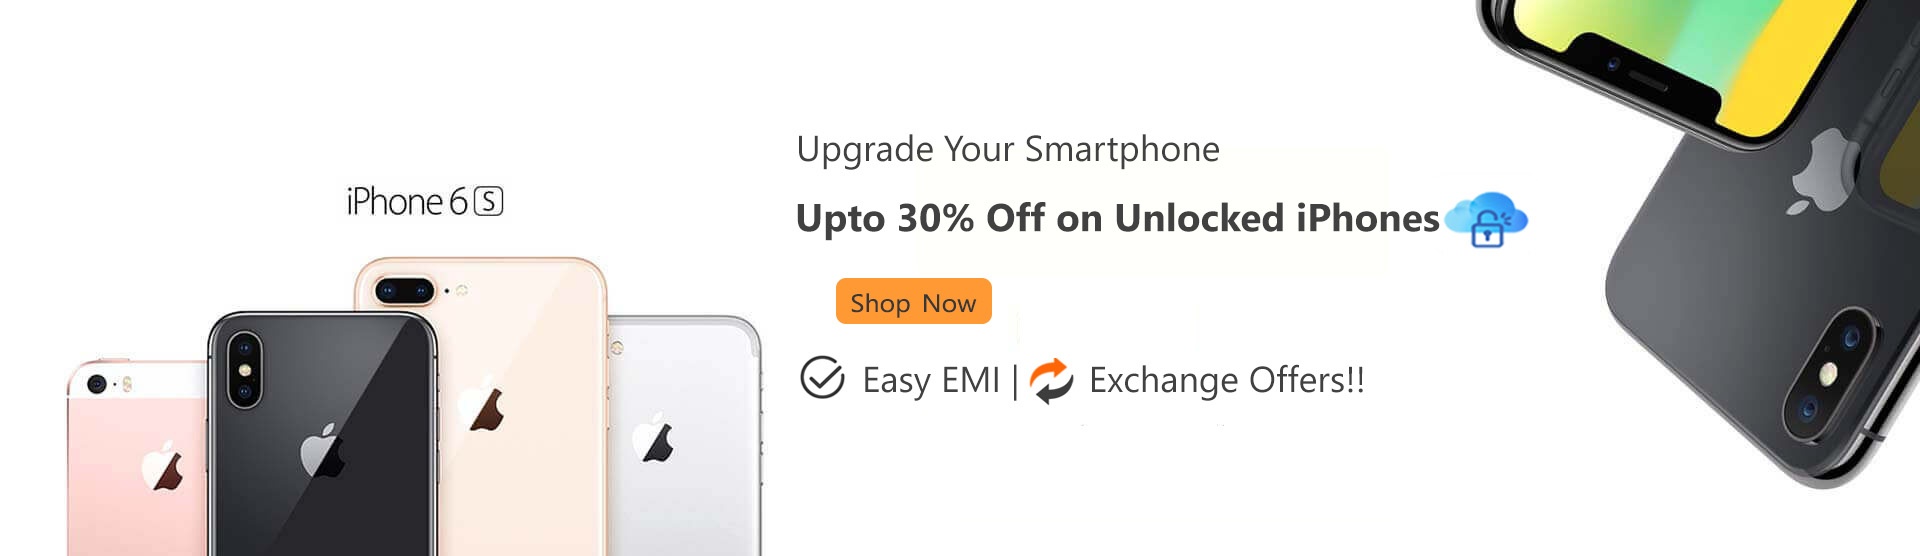 iPhone 6S
Upgrade Your Smartphone
Upto 30% Off on Unlocked iPhones
Shop Now
Easy EMI | Exchange Offers!!